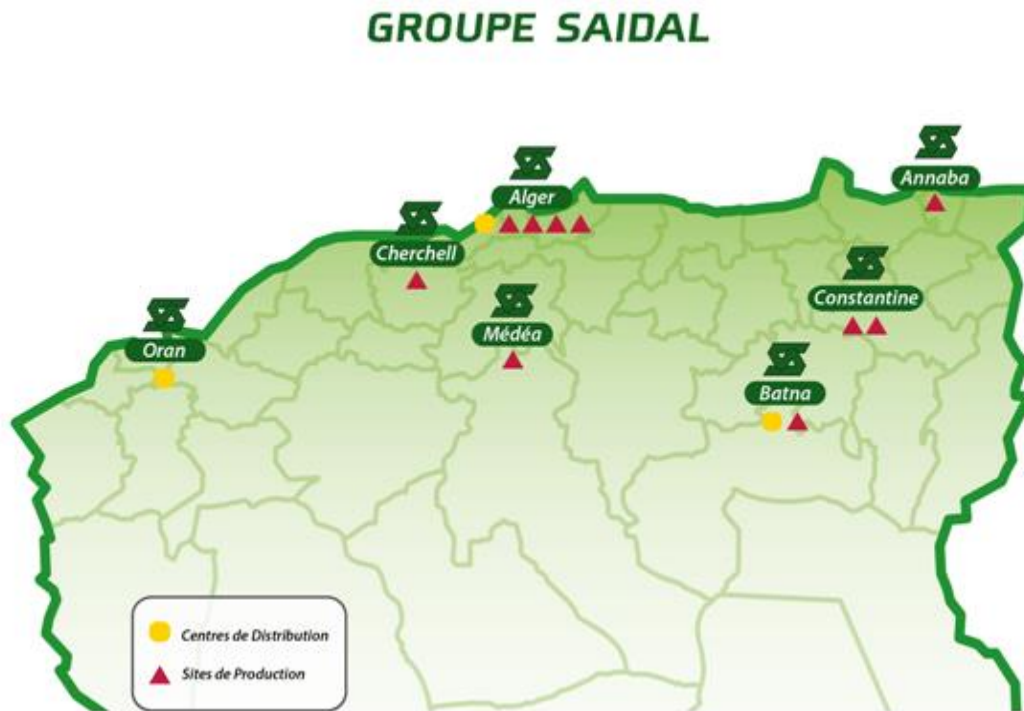 GROUPE SAIDAL
Annaba
Alger
Cherchell
Constantine
Médéa
Oran
Batna
Centres de Distribution
Sites de Production